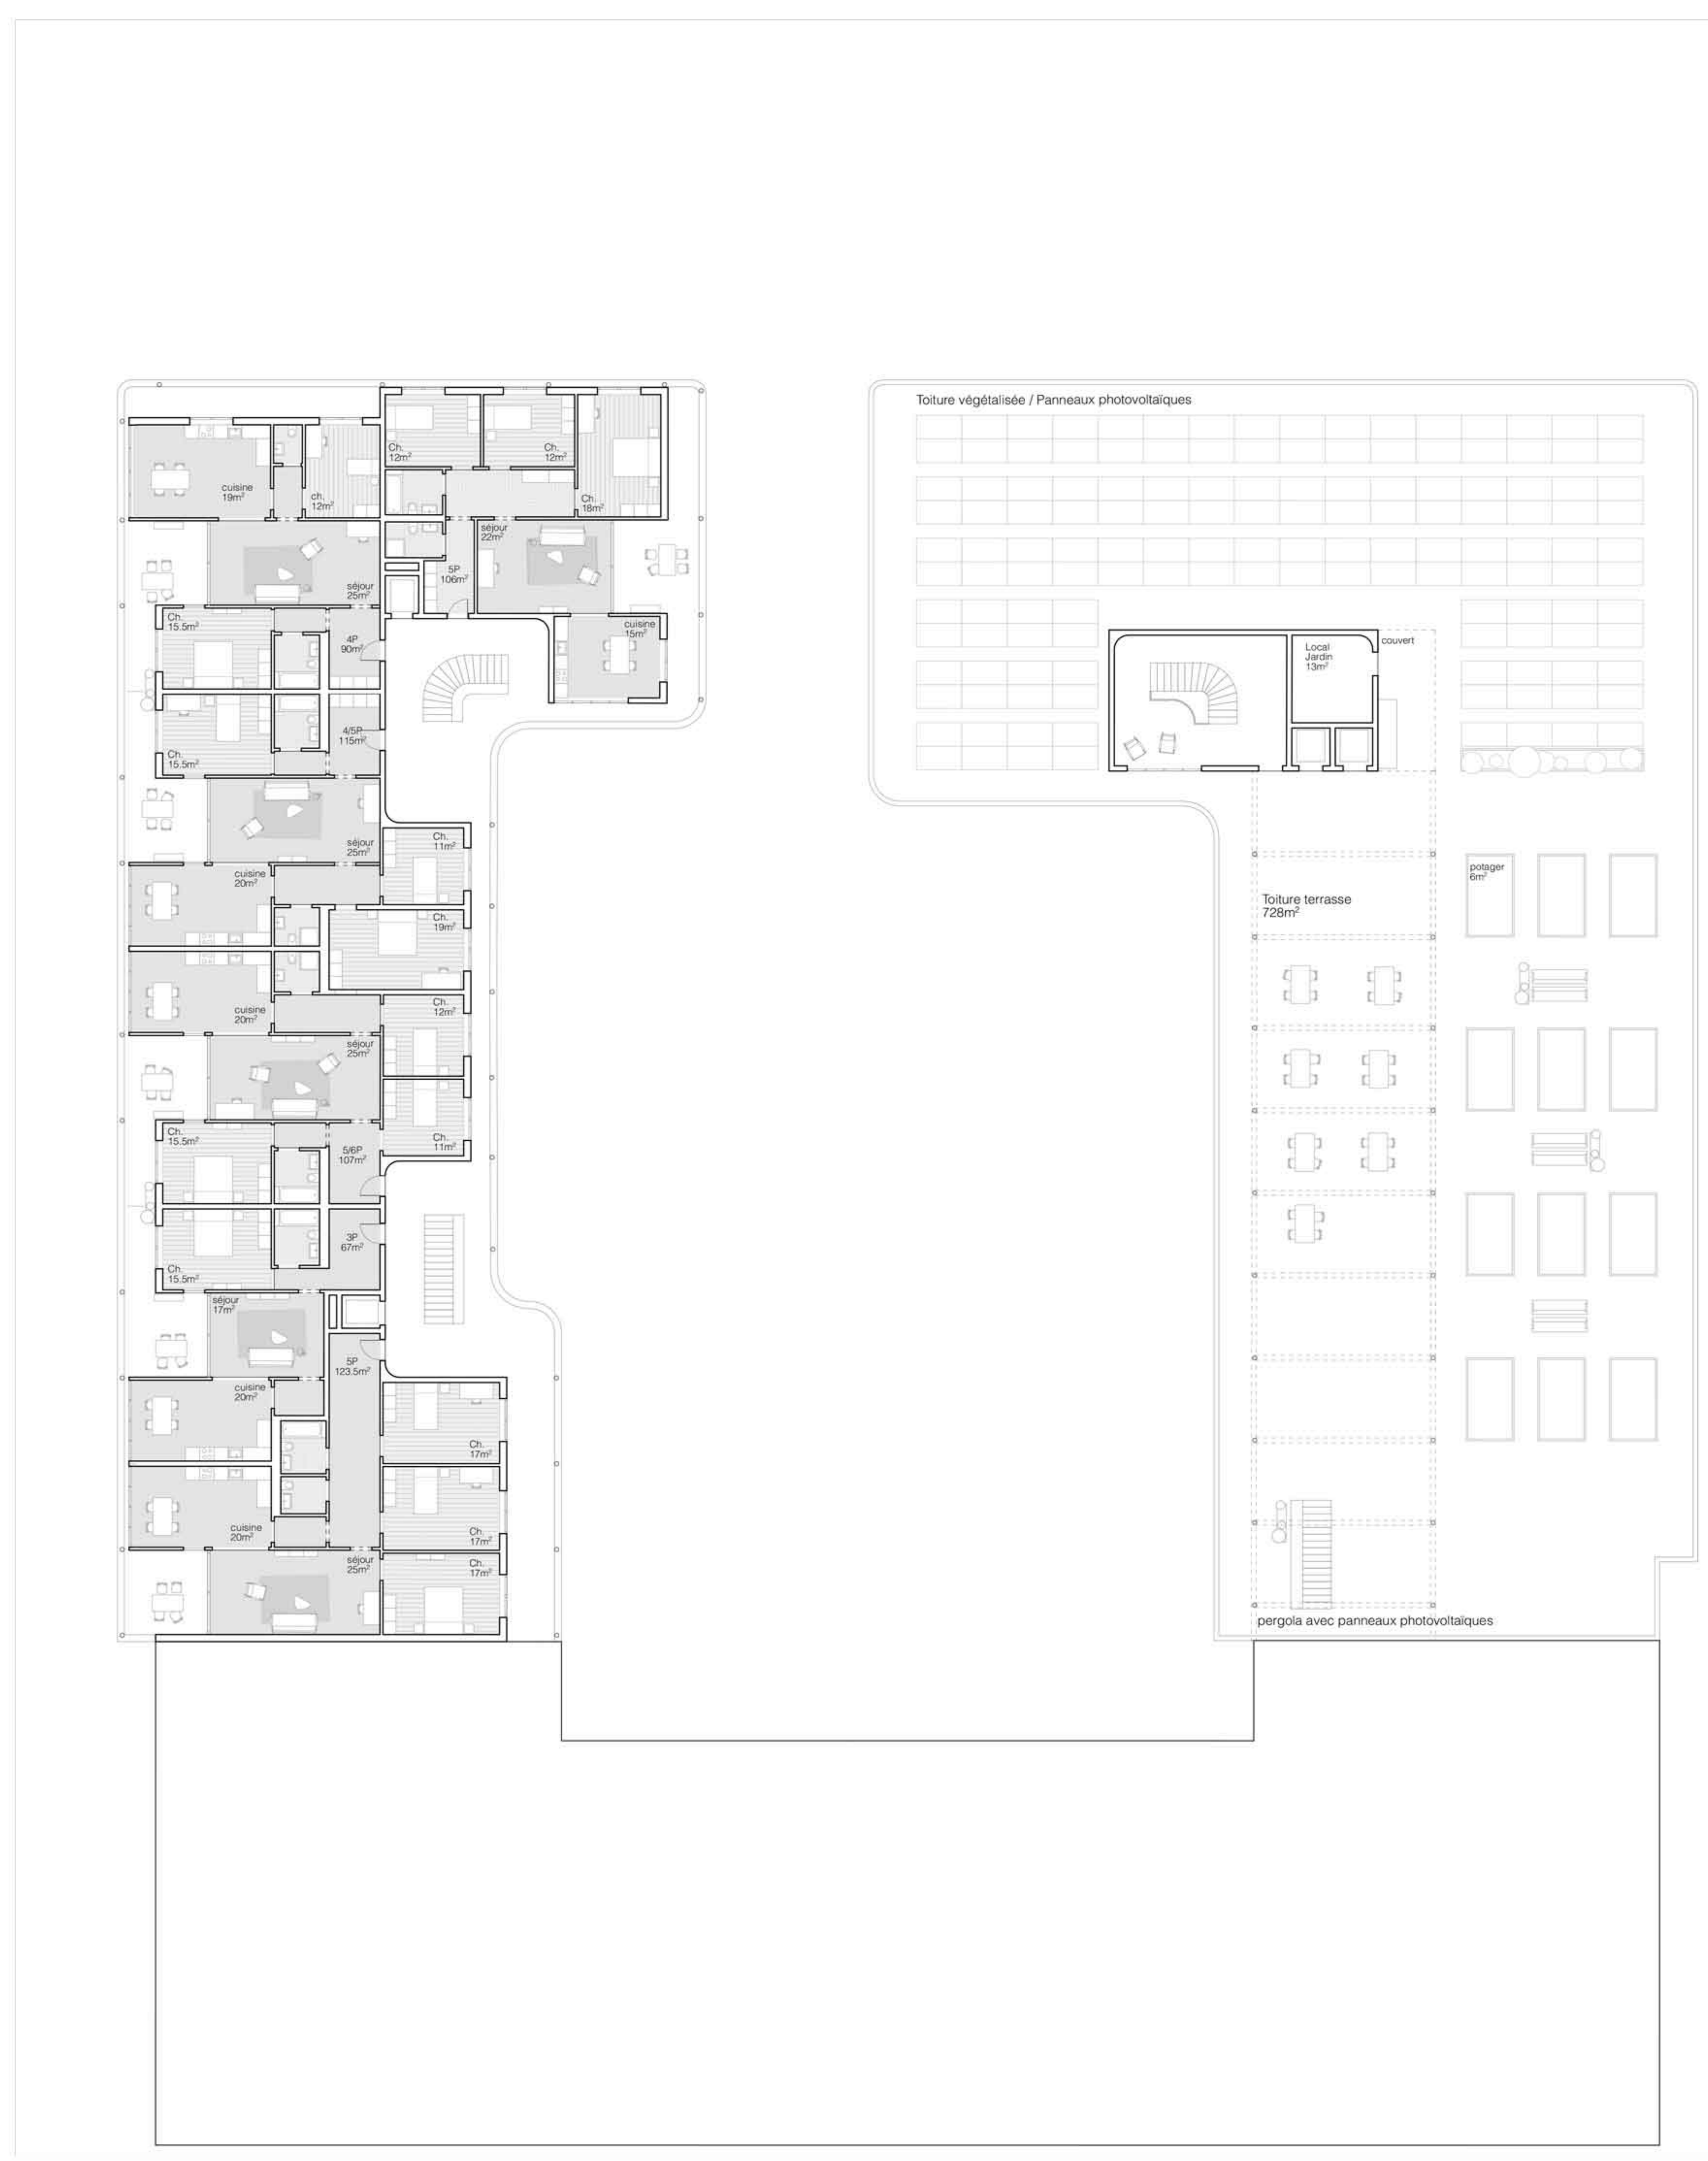 Toiture végétalisée / Panneaux photovoltaïques
Ch.
12m²
Ch.
12m²
cuisine
19m²
ch.
12m²
Ch.
18m²
séjour
22m²
5P
106m²
séjour
25m²
Ch.
15.5m²
4P
90m²
cuisine
15m²
couvert
Local
Jardin
13m²
4/5P
115m²
Ch.
15.5m²
séjour
25m²
Ch.
11m²
cuisine
20m²
potager
6m²
Toiture terrasse
728m²
Ch.
19m²
Ch.
12m²
cuisine
20m²
séjour
25m²
Ch.
15.5m²
Ch.
11m²
5/6P
107m²
3P
67m²
Ch.
15.5m²
séjour
17m²
5P
123.5m²
cuisine
20m²
Ch.
17m²
cuisine
20m²
Ch.
17m²
séjour
25m²
Ch.
17m²
pergola avec panneaux photovoltaïques